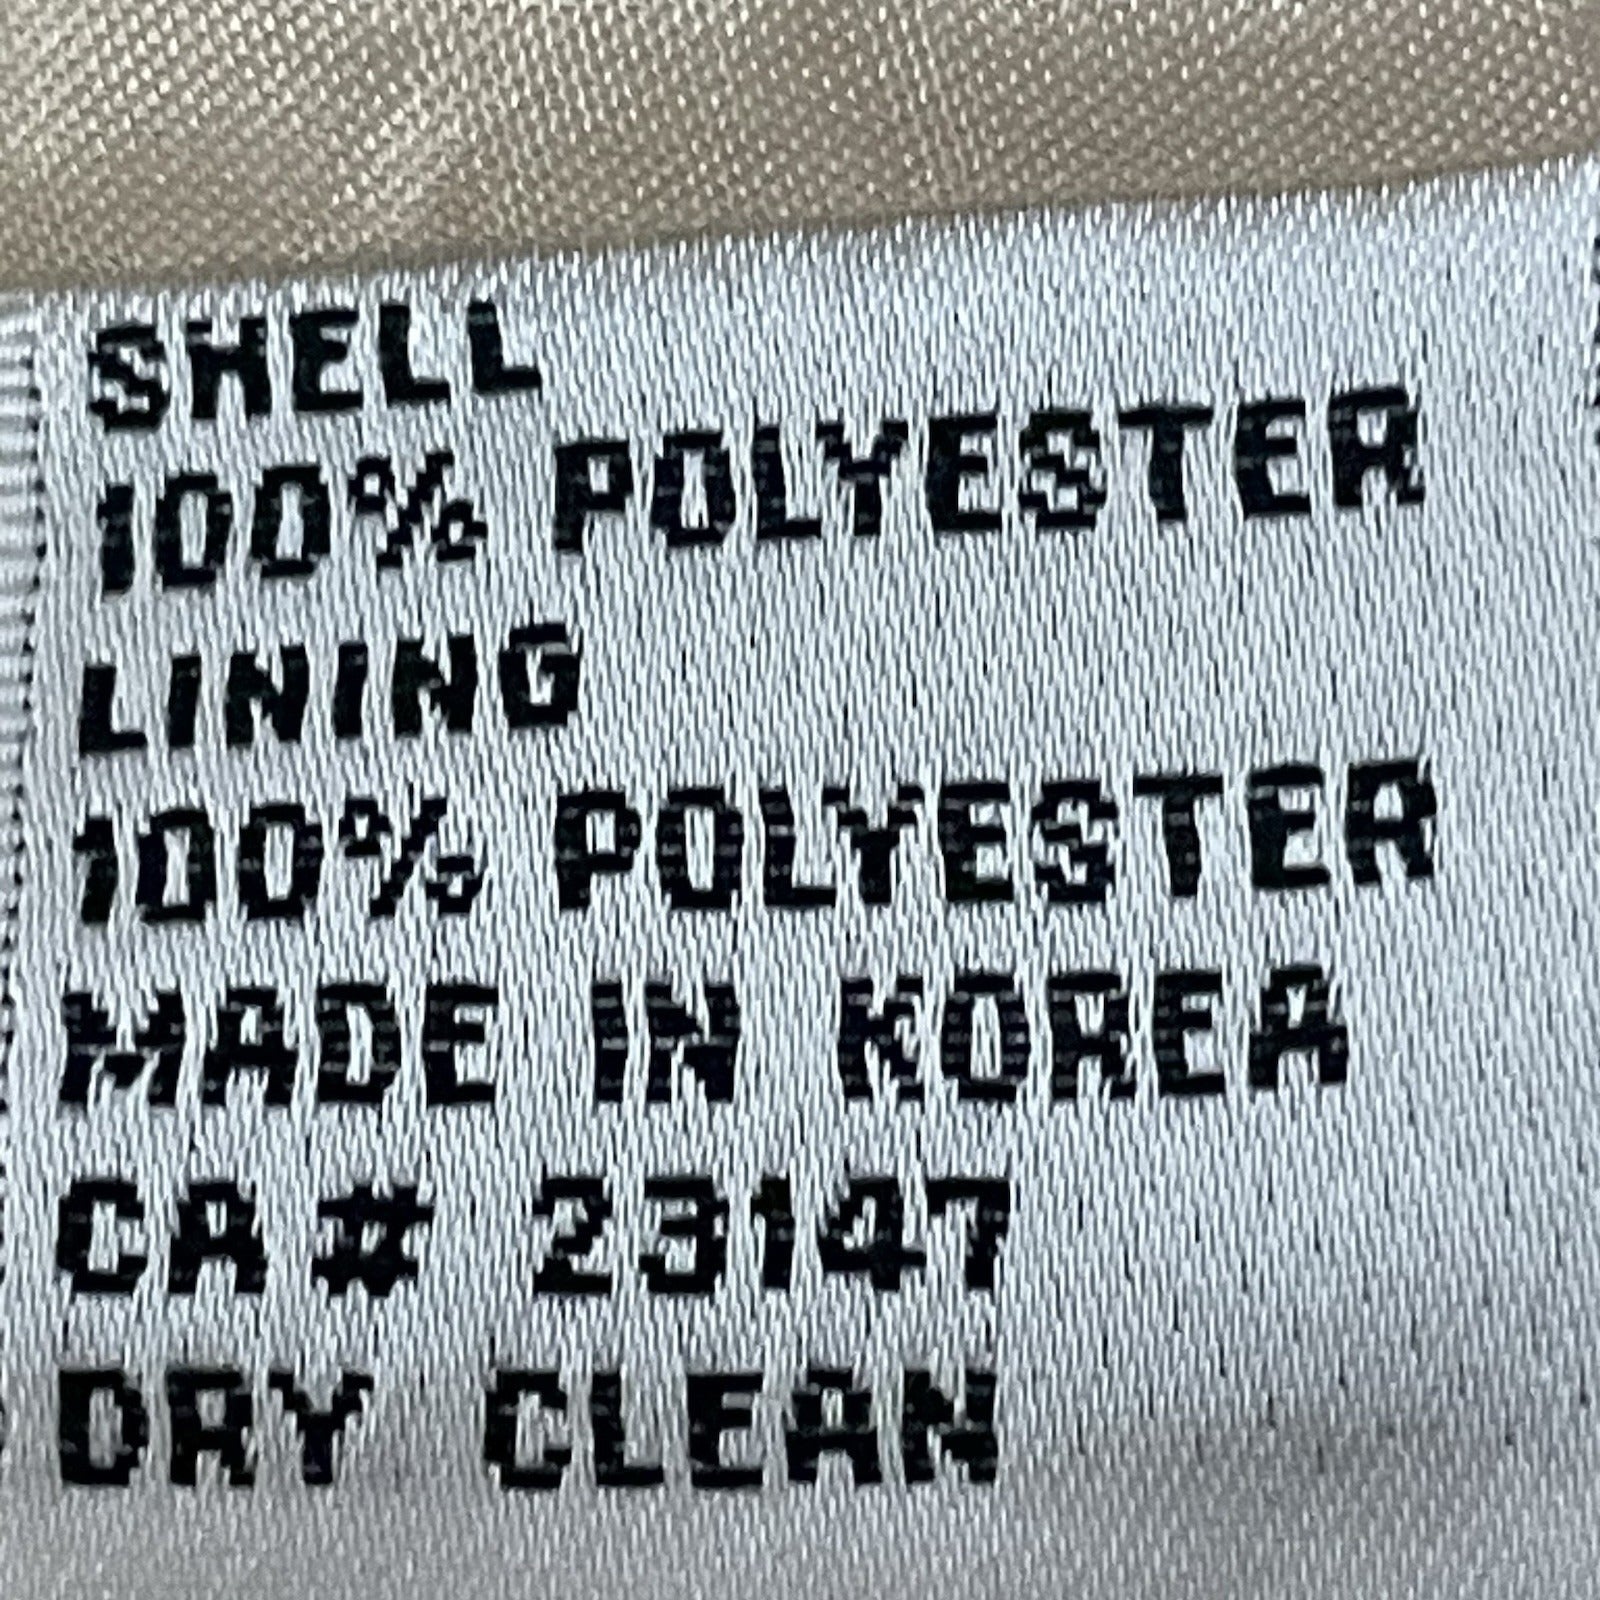 SHELL
100% POLYESTER
LINING
100% POLYESTER
MADE IN KOREA
CA# 23147
DRY CLEAN